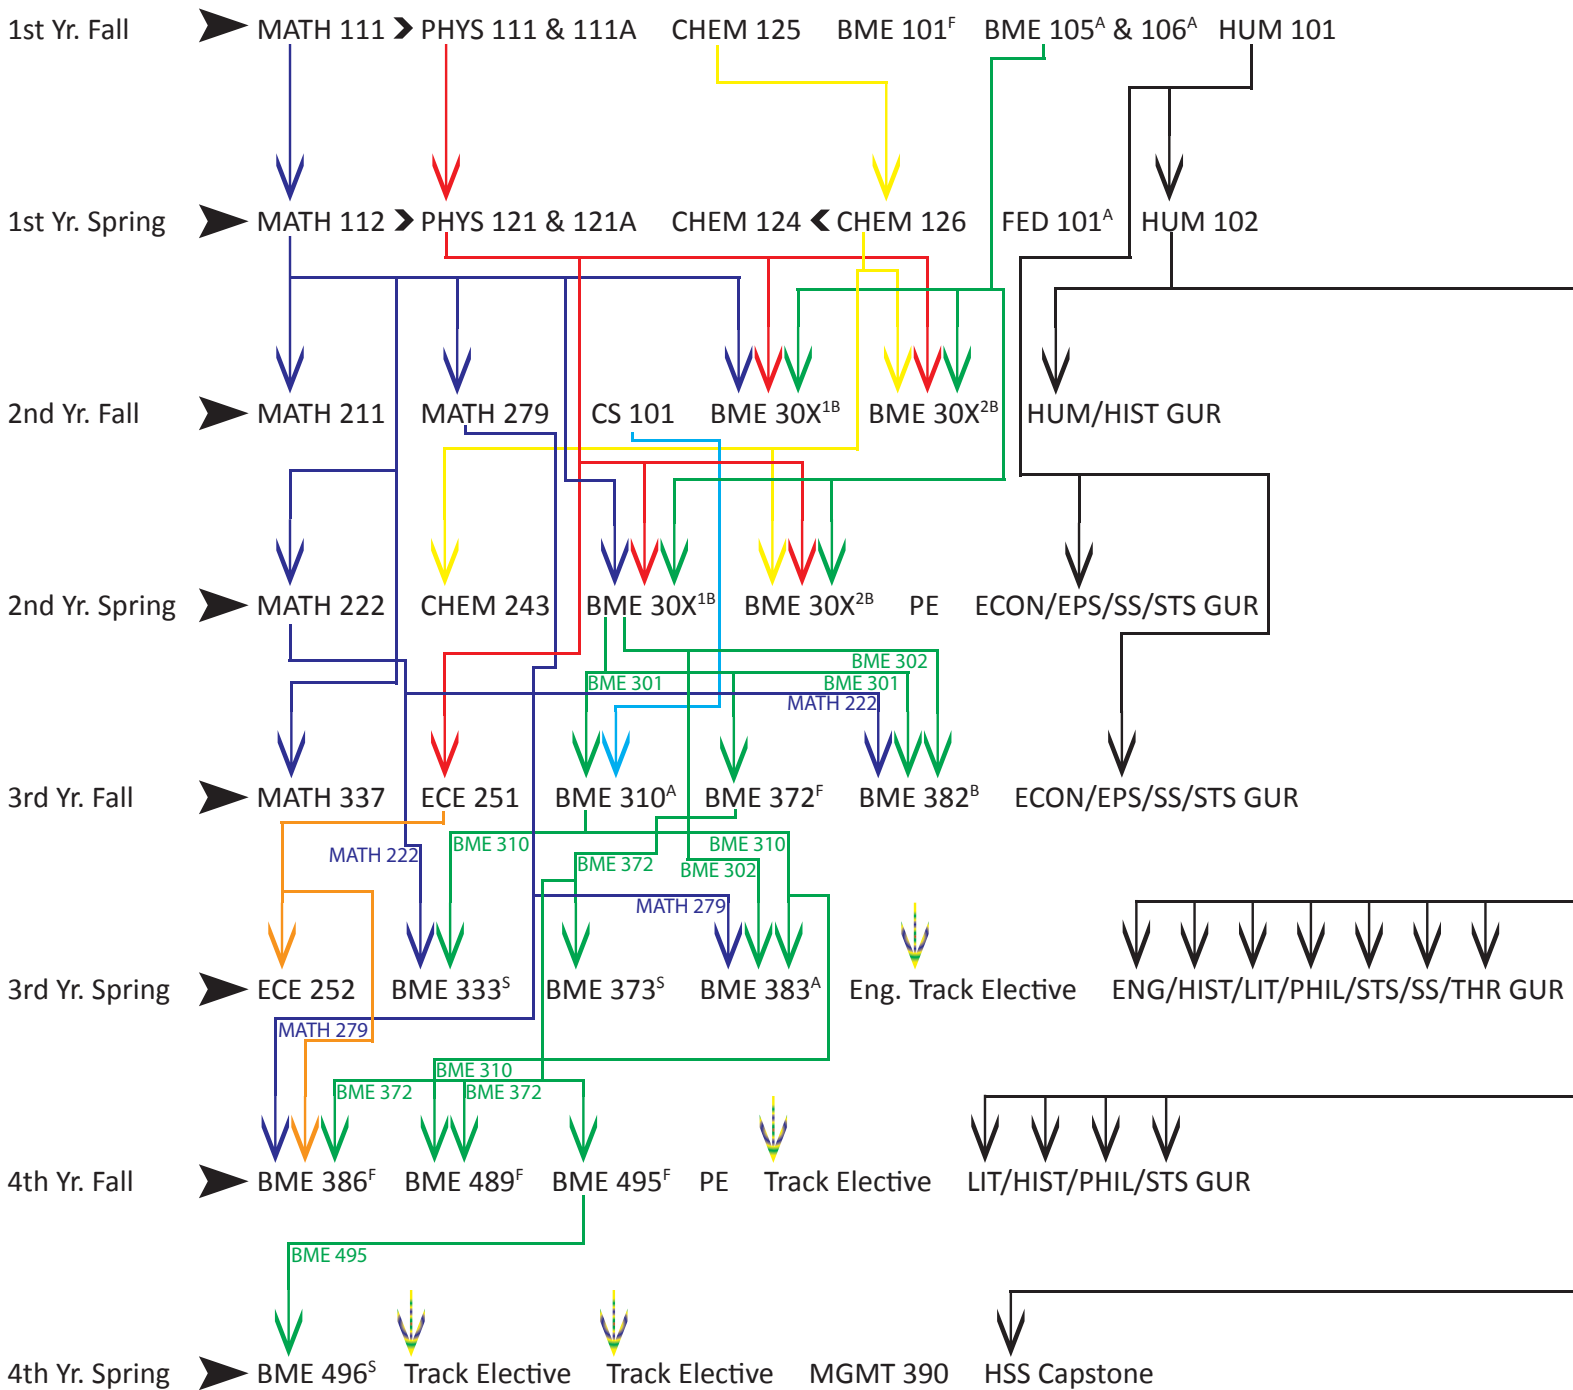 1st Yr. Fall MATH 111 > PHYS 111 & 111A CHEM 125 BME 101F BME 105A & 106A HUM 101
1st Yr. Spring MATH 112 > PHYS 121 & 121A CHEM 124 < CHEM 126 FED 101A HUM 102
2nd Yr. Fall MATH 211 MATH 279 CS 101 BME 30X1B BME 30X2B HUM/HIST GUR
2nd Yr. Spring MATH 222 CHEM 243 BME 30X1B BME 30X2B PE ECON/EPS/SS/STS GUR
BME 302
BME 301 BME 301
MATH 222
3rd Yr. Fall MATH 337 ECE 251 BME 310A BME 372F BME 382B ECON/EPS/SS/STS GUR
BME 310 BME 310
MATH 222 BME 372 BME 302
MATH 279
3rd Yr. Spring ECE 252 BME 333S BME 373S BME 383A Eng. Track Elective ENG/HIST/LIT/PHIL/STS/SS/THR GUR
MATH 279
BME 310
BME 372 BME 372
4th Yr. Fall BME 386F BME 489F BME 495F PE Track Elective LIT/HIST/PHIL/STS GUR
BME 495
4th Yr. Spring BME 496S Track Elective Track Elective MGMT 390 HSS Capstone